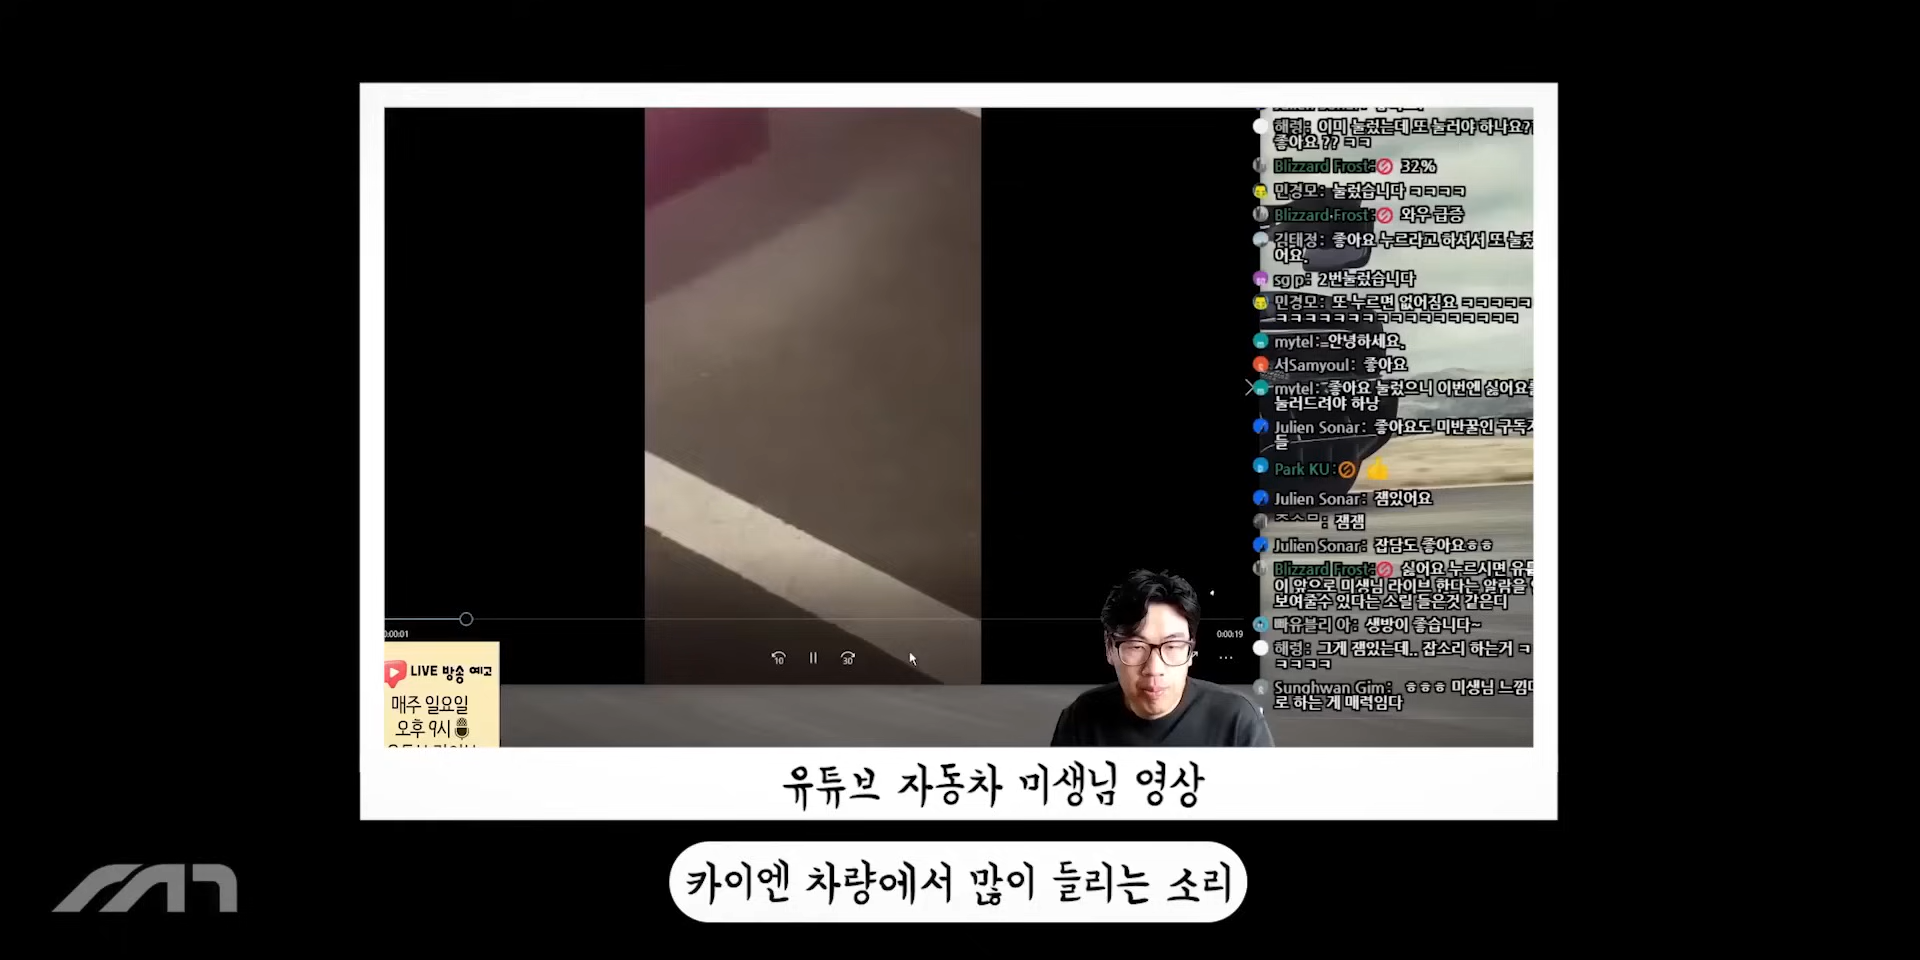 해령: 이미 눌렀는데 또 눌러야 하나요??
좋아요 ?? ㅋㅋ
Blizzard Frost: 32%
민경모: 눌렀습니다 ㅋㅋㅋㅋ
Blizzard Frost: 와우 급증
김태정: 좋아요 누르라고 하셔서 또 눌렀
어요.
sg p: 2번눌렀습니다
민경모: 또 누르면 없어짐요 ㅋㅋㅋㅋㅋ
ㅋㅋㅋㅋㅋㅋㅋㅋㅋㅋㅋㅋㅋㅋㅋㅋㅋ
mytel: 안녕하세요.
서Samyoul: 좋아요
mytel: 좋아요 눌렀으니 이번엔 싫어요를
눌러드려야 하낭
Julien Sonar: 좋아요도 미반꿀인 구독자
들
Park KU: 👍
Julien Sonar: 잼있어요
ㅈㅅㅁ: 잼잼
Julien Sonar: 잡담도 좋아요ㅎㅎ
Blizzard Frost: 싫어요 누르시면 유튭
이 앞으로 미생님 라이브 한다는 알람을
보여줄수 있다는 소릴 들은것 같은디
빠유블리 아: 생방이 좋습니다~
해령: 그게 잼있는데.. 잡소리 하는거 ㅋ
ㅋㅋㅋㅋ
Sunghwan Gim: ㅎㅎㅎ 미생님 느낌대
로 하는 게 매력임다
0:00:01
0:00:19
10
30
LIVE 방송 예고
매주 일요일
오후 9시
유튜브 자동차 미생님 영상
카이엔 차량에서 많이 들리는 소리